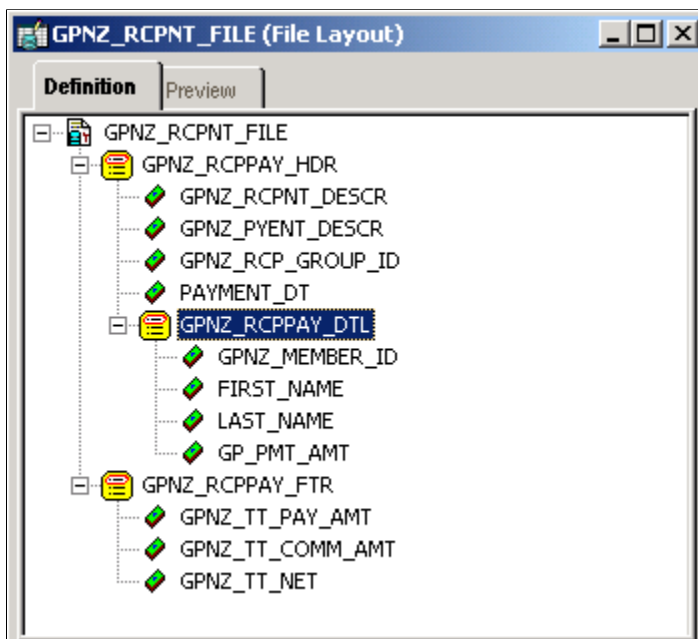 GPNZ_RCPNT_FILE (File Layout)
Definition
Preview
GPNZ_RCPNT_FILE
GPNZ_RCPPAY_HDR
GPNZ_RCPNT_DESCR
GPNZ_PYENT_DESCR
GPNZ_RCP_GROUP_ID
PAYMENT_DT
GPNZ_RCPPAY_DTL
GPNZ_MEMBER_ID
FIRST_NAME
LAST_NAME
GP_PMT_AMT
GPNZ_RCPPAY_FTR
GPNZ_TT_PAY_AMT
GPNZ_TT_COMM_AMT
GPNZ_TT_NET